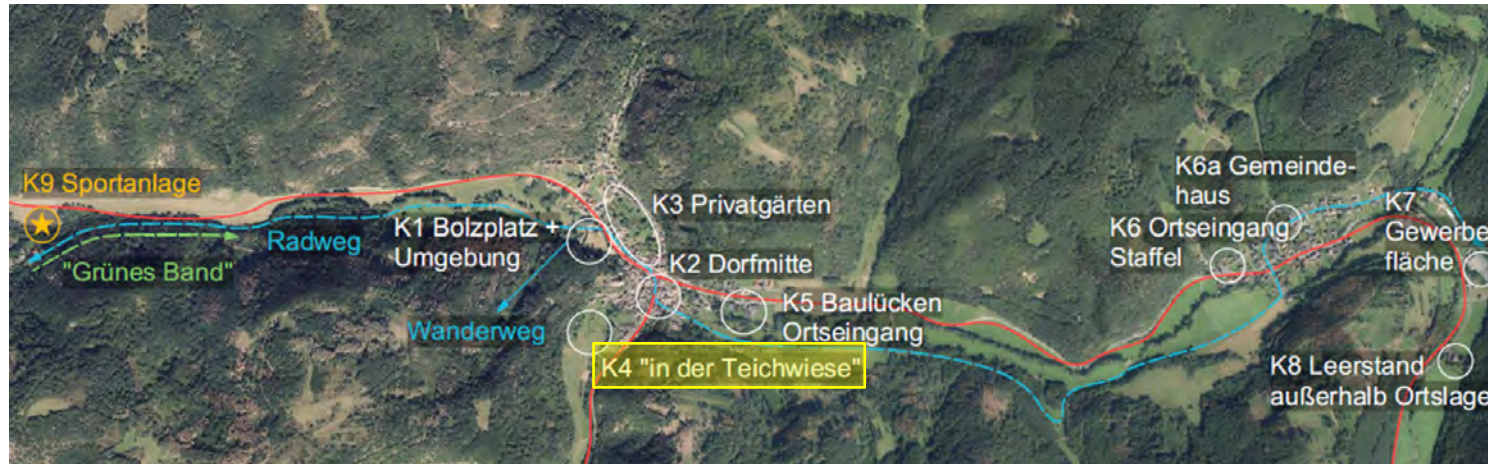 K9 Sportanlage
Radweg
"Grünes Band"
K1 Bolzplatz +
Umgebung
Wanderweg
K3 Privatgärten
K2 Dorfmitte
K5 Baulücken
Ortseingang
K4 "in der Teichwiese"
K6a Gemeinde-
haus
K6 Ortseingang
Staffel
K7
Gewerbe
fläche
K8 Leerstand
außerhalb Ortslage